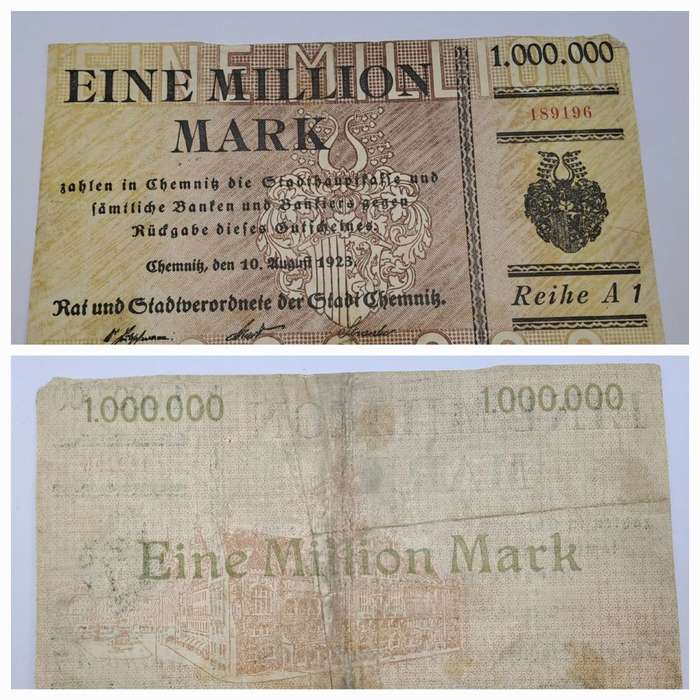 EINE MILLION
EINE MILLION
MARK
zahlen in Chemnitz die Stadthauptkasse und
sämtliche Banken und Bankiers gegen
Rückgabe dieses Gutscheines.
Chemnitz, den 10. August 1923.
Rat und Stadtverordnete der Stadt Chemnitz.
1.000.000
189196
Reihe A 1
1.000.000
1.000.000
Eine Million Mark